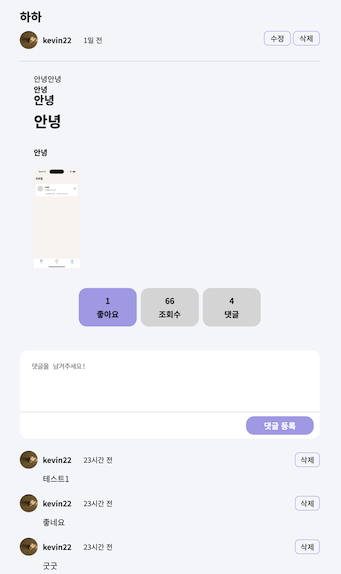 하하
kevin22 1일 전 수정 삭제
안녕안녕
안녕
안녕
안녕
안녕
1 66 4
좋아요 조회수 댓글
댓글을 남겨주세요!
댓글 등록
kevin22 23시간 전 삭제
테스트1
kevin22 23시간 전 삭제
좋네요
kevin22 23시간 전 삭제
굿굿